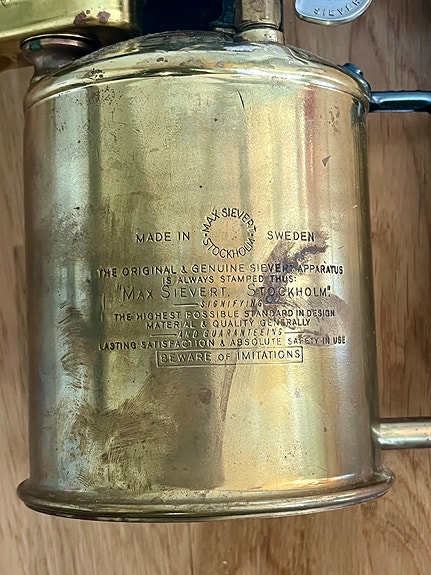 SIEVER
MAX SIEVERT
STOCKHOLM
MADE IN SWEDEN
THE ORIGINAL & GENUINE SIEVERT APPARATUS
IS ALWAYS STAMPED THUS:
"MAX SIEVERT, STOCKHOLM."
SIGNIFYING
THE HIGHEST POSSIBLE STANDARD IN DESIGN
MATERIAL & QUALITY GENERALLY
AND GUARANTEEING
LASTING SATISFACTION & ABSOLUTE SAFETY IN USE
BEWARE OF IMITATIONS